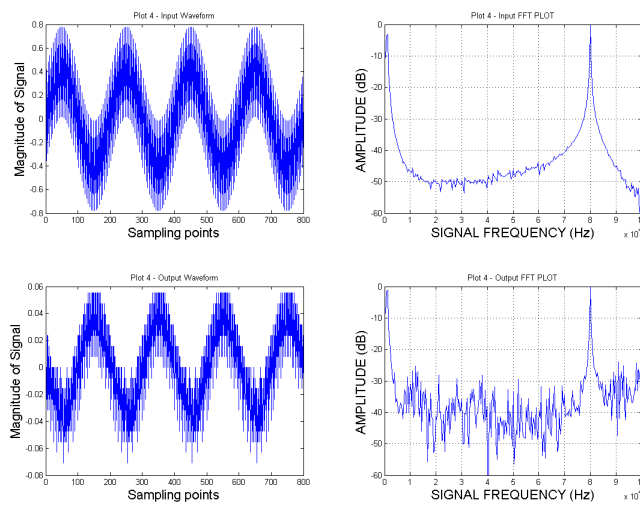 Plot 4 - Input Waveform
0.8
0.6
0.4
0.2
0
-0.2
-0.4
-0.6
-0.8
0 100 200 300 400 500 600 700 800
Magnitude of Signal
Sampling points
Plot 4 - Input FFT PLOT
0
-10
-20
-30
-40
-50
-60
0 1 2 3 4 5 6 7 8 9
AMPLITUDE (dB)
SIGNAL FREQUENCY (Hz)
Plot 4 - Output Waveform
0.06
0.04
0.02
0.00
0.02
0.04
-0.06
-0.08
0 100 200 300 400 500 600 700 800
Magnitude of Signal
Sampling points
Plot 4 - Output FFT PLOT
0
-10
-20
-30
-40
-50
-60
0 1 2 3 4 5 6 7 8 9
AMPLITUDE (dB)
SIGNAL FREQUENCY (Hz)